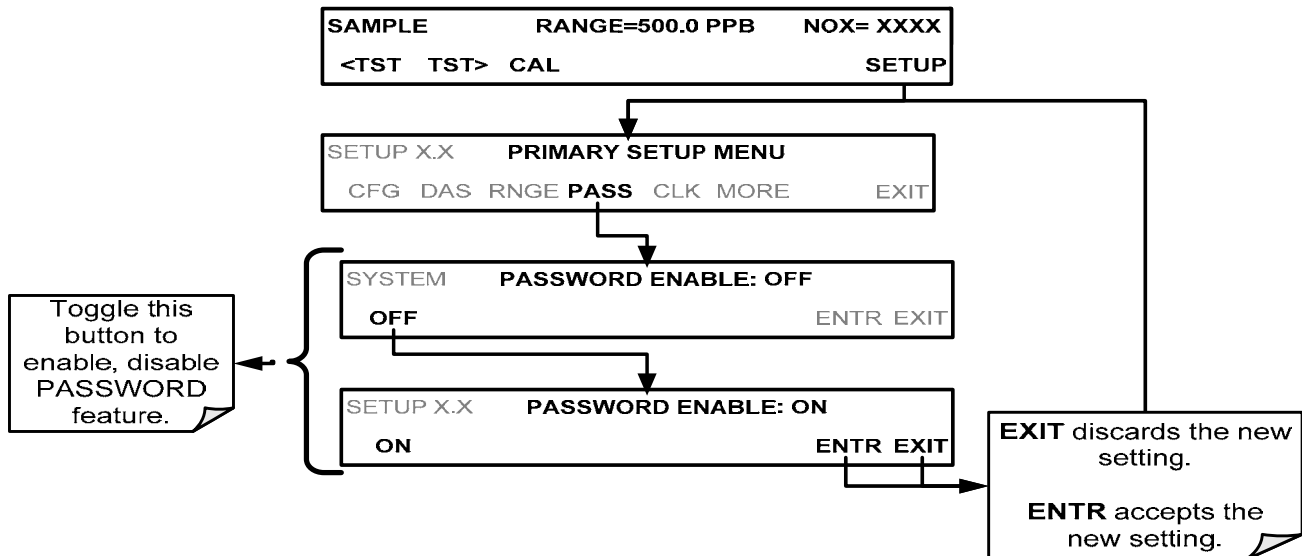 SAMPLE RANGE=500.0 PPB NOX= XXXX
<TST TST> CAL SETUP
SETUP X.X PRIMARY SETUP MENU
CFG DAS RNGE PASS CLK MORE EXIT
SYSTEM PASSWORD ENABLE: OFF
OFF ENTR EXIT
Toggle this
button to
enable, disable
PASSWORD
feature.
SETUP X.X PASSWORD ENABLE: ON
ON ENTR EXIT
EXIT discards the new
setting.
ENTR accepts the
new setting.